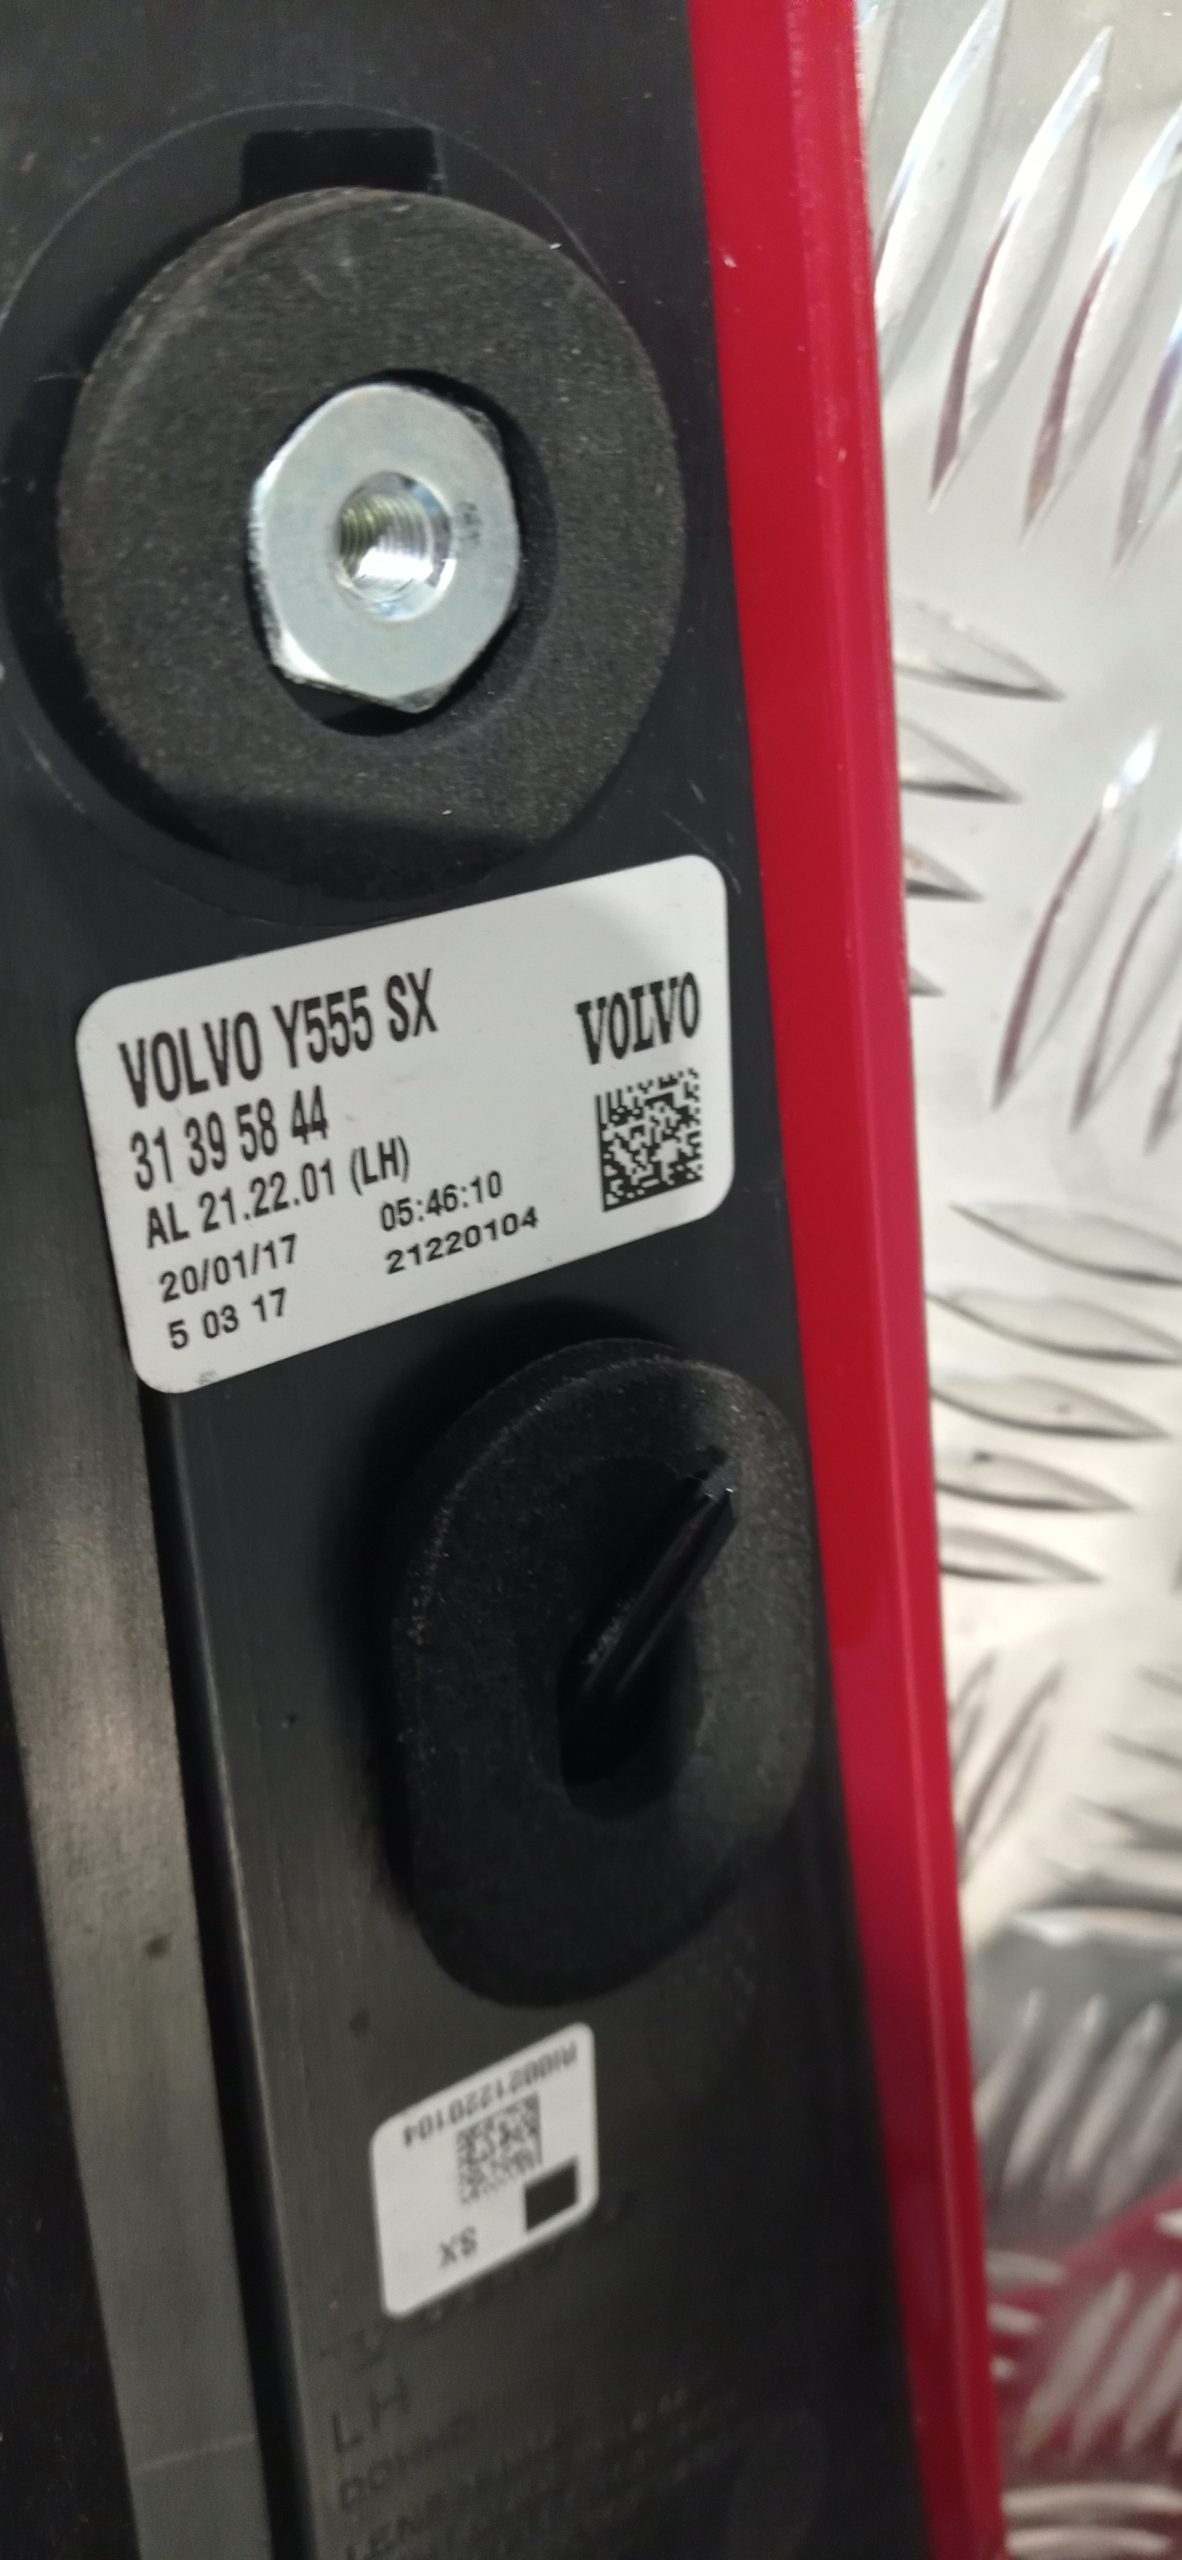 VOLVO Y555 SX
VOLVO
31 39 58 44
AL 21.22.01 (LH)
20/01/17 05:46:10
5 03 17 21220104
SX
LH